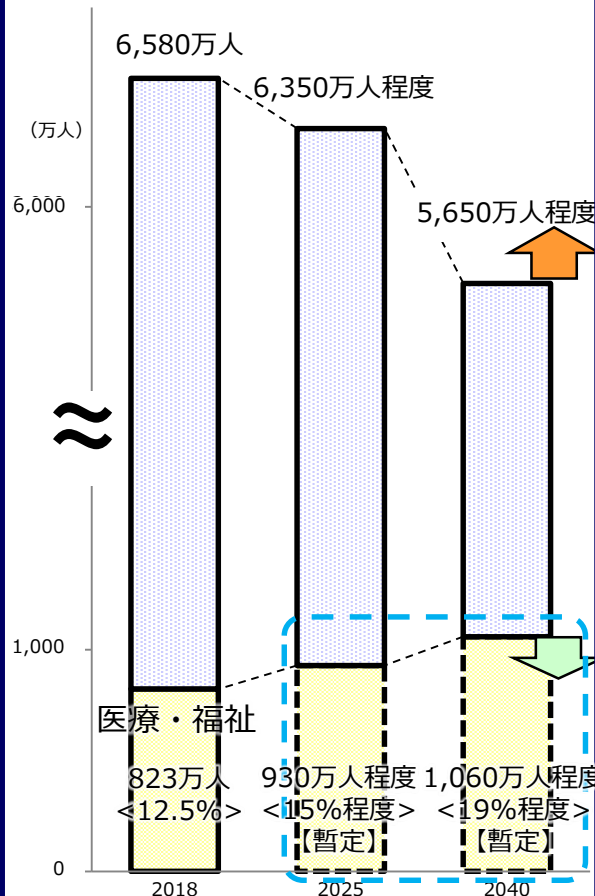 6,580万人
6,350万人程度
(万人)
6,000
5,650万人程度
≈
1,000
医療・福祉
823万人
<12.5%>
930万人程度
<15%程度>
【暫定】
1,060万人程度
<19%程度>
【暫定】
0
2018
2025
2040